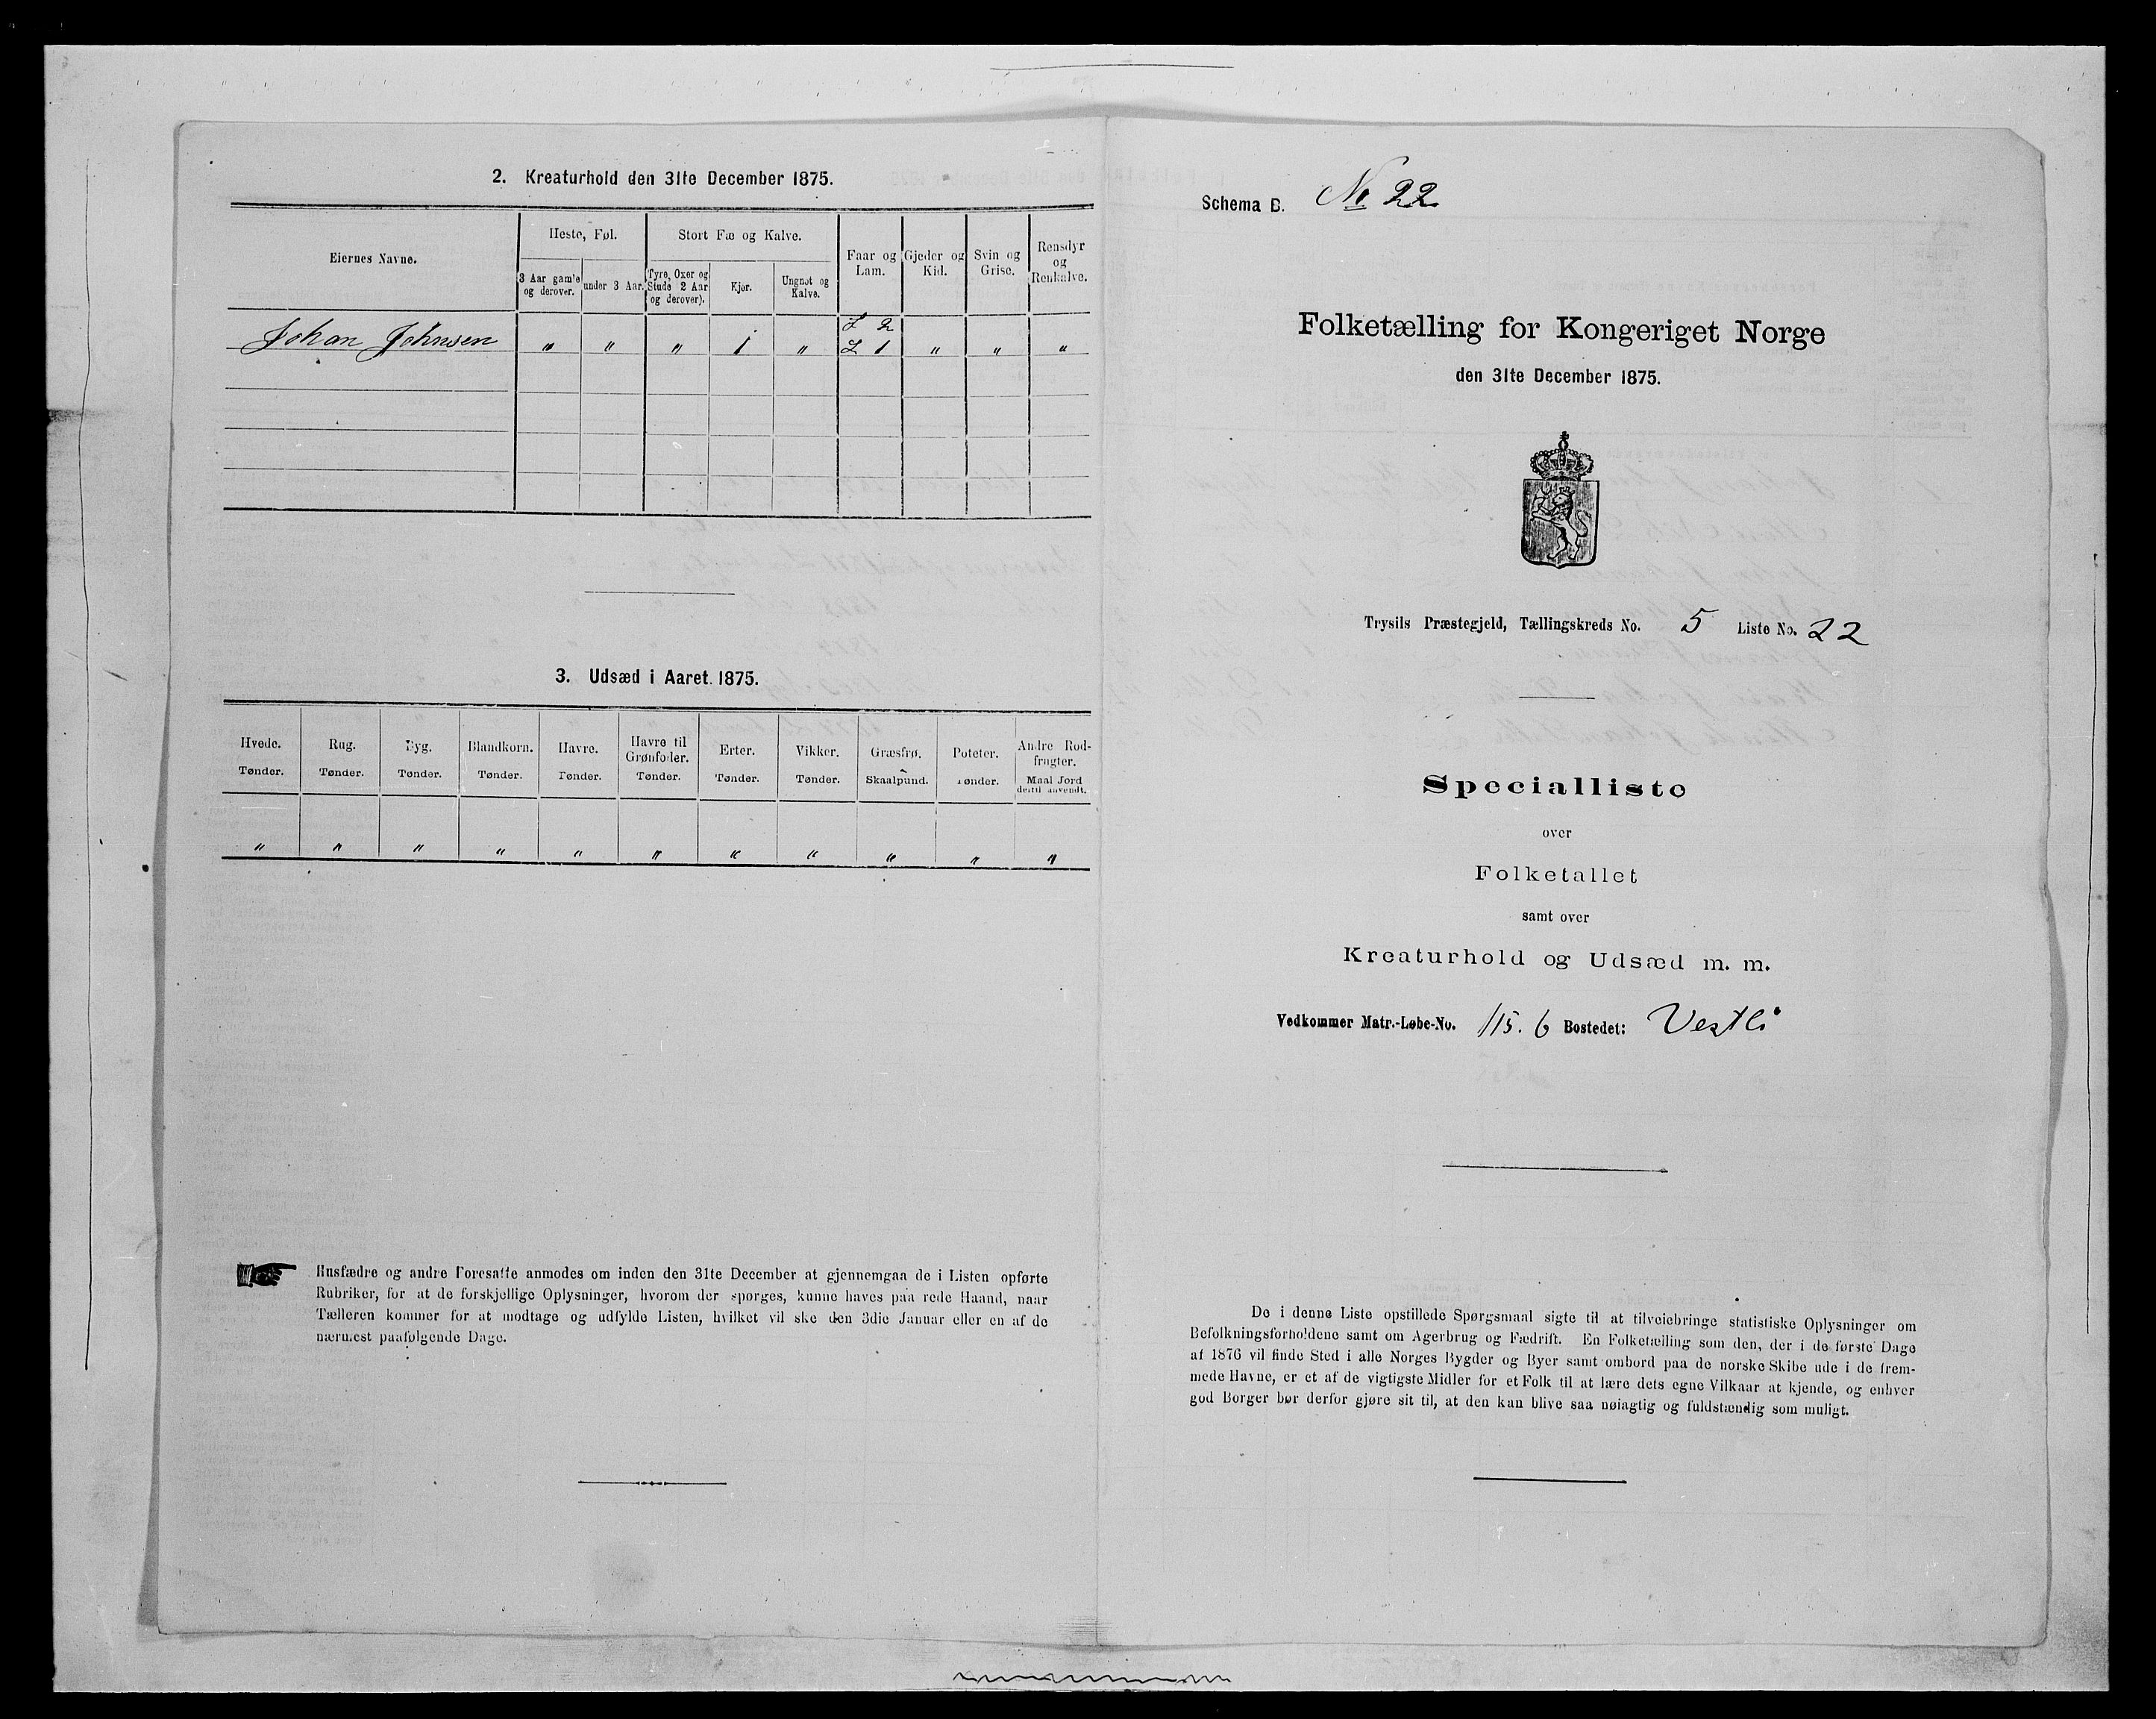 2. Kreaturhold den 31te December 1875.
Eiernes Navne.
Heste, Føl.
Stort Fæ og Kalve.
Faar og Lam.
Gjeder og Kid.
Svin og Grise.
Rensdyr og Renkalve.
3 Aar gamle og derover.
under 3 Aar.
Tyre, Oxer og Stude 2 Aar og derover).
Kjør.
Ungnøt og Kalve.
F 2
Johan Johnsen " " " 1 " L 1 " " "
3. Udsæd i Aaret 1875.
Hvede. Rug. Byg. Blandkorn. Havre. Havre til Grønfoder. Erter. Vikker. Græsfrø. Poteter. Andre Rodfrugter.
Tønder. Tønder. Tønder. Tønder. Tønder. Tønder. Tønder. Tønder. Skaalpund. Tønder. Maal Jord dertil anvendt.
" " " " " " " " " " "
Husfædre og andre Foresatte anmodes om inden den 31te December at gjennemgaa de i Listen opførte
Rubriker, for at de forskjellige Oplysninger, hvorom der spørges, kunne haves paa rede Haand, naar
Tælleren kommer for at modtage og udfylde Listen, hvilket vil ske den 3die Januar eller en af de
nærmest paafølgende Dage.
Schema B. No 22
Folketælling for Kongeriget Norge
den 31te December 1875.
Trysils Præstegjeld, Tællingskreds No. 5 Liste No. 22
Specialliste
over
Folketallet
samt over
Kreaturhold og Udsæd m. m.
Vedkommer Matr.-Løbe-No. 115. b Bostedet: Vestli
De i denne Liste opstillede Spørgsmaal sigte til at tilveiebringe statistiske Oplysninger om
Befolkningsforholdene samt om Agerbrug og Fædrift. En Folketælling som den, der i de første Dage
af 1876 vil finde Sted i alle Norges Bygder og Byer samt ombord paa de norske Skibe ude i de frem-
mede Havne, er et af de vigtigste Midler for et Folk til at lære dets egne Vilkaar at kjende, og enhver
god Borger bør derfor gjøre sit til, at den kan blive saa nøiagtig og fuldstændig som muligt.